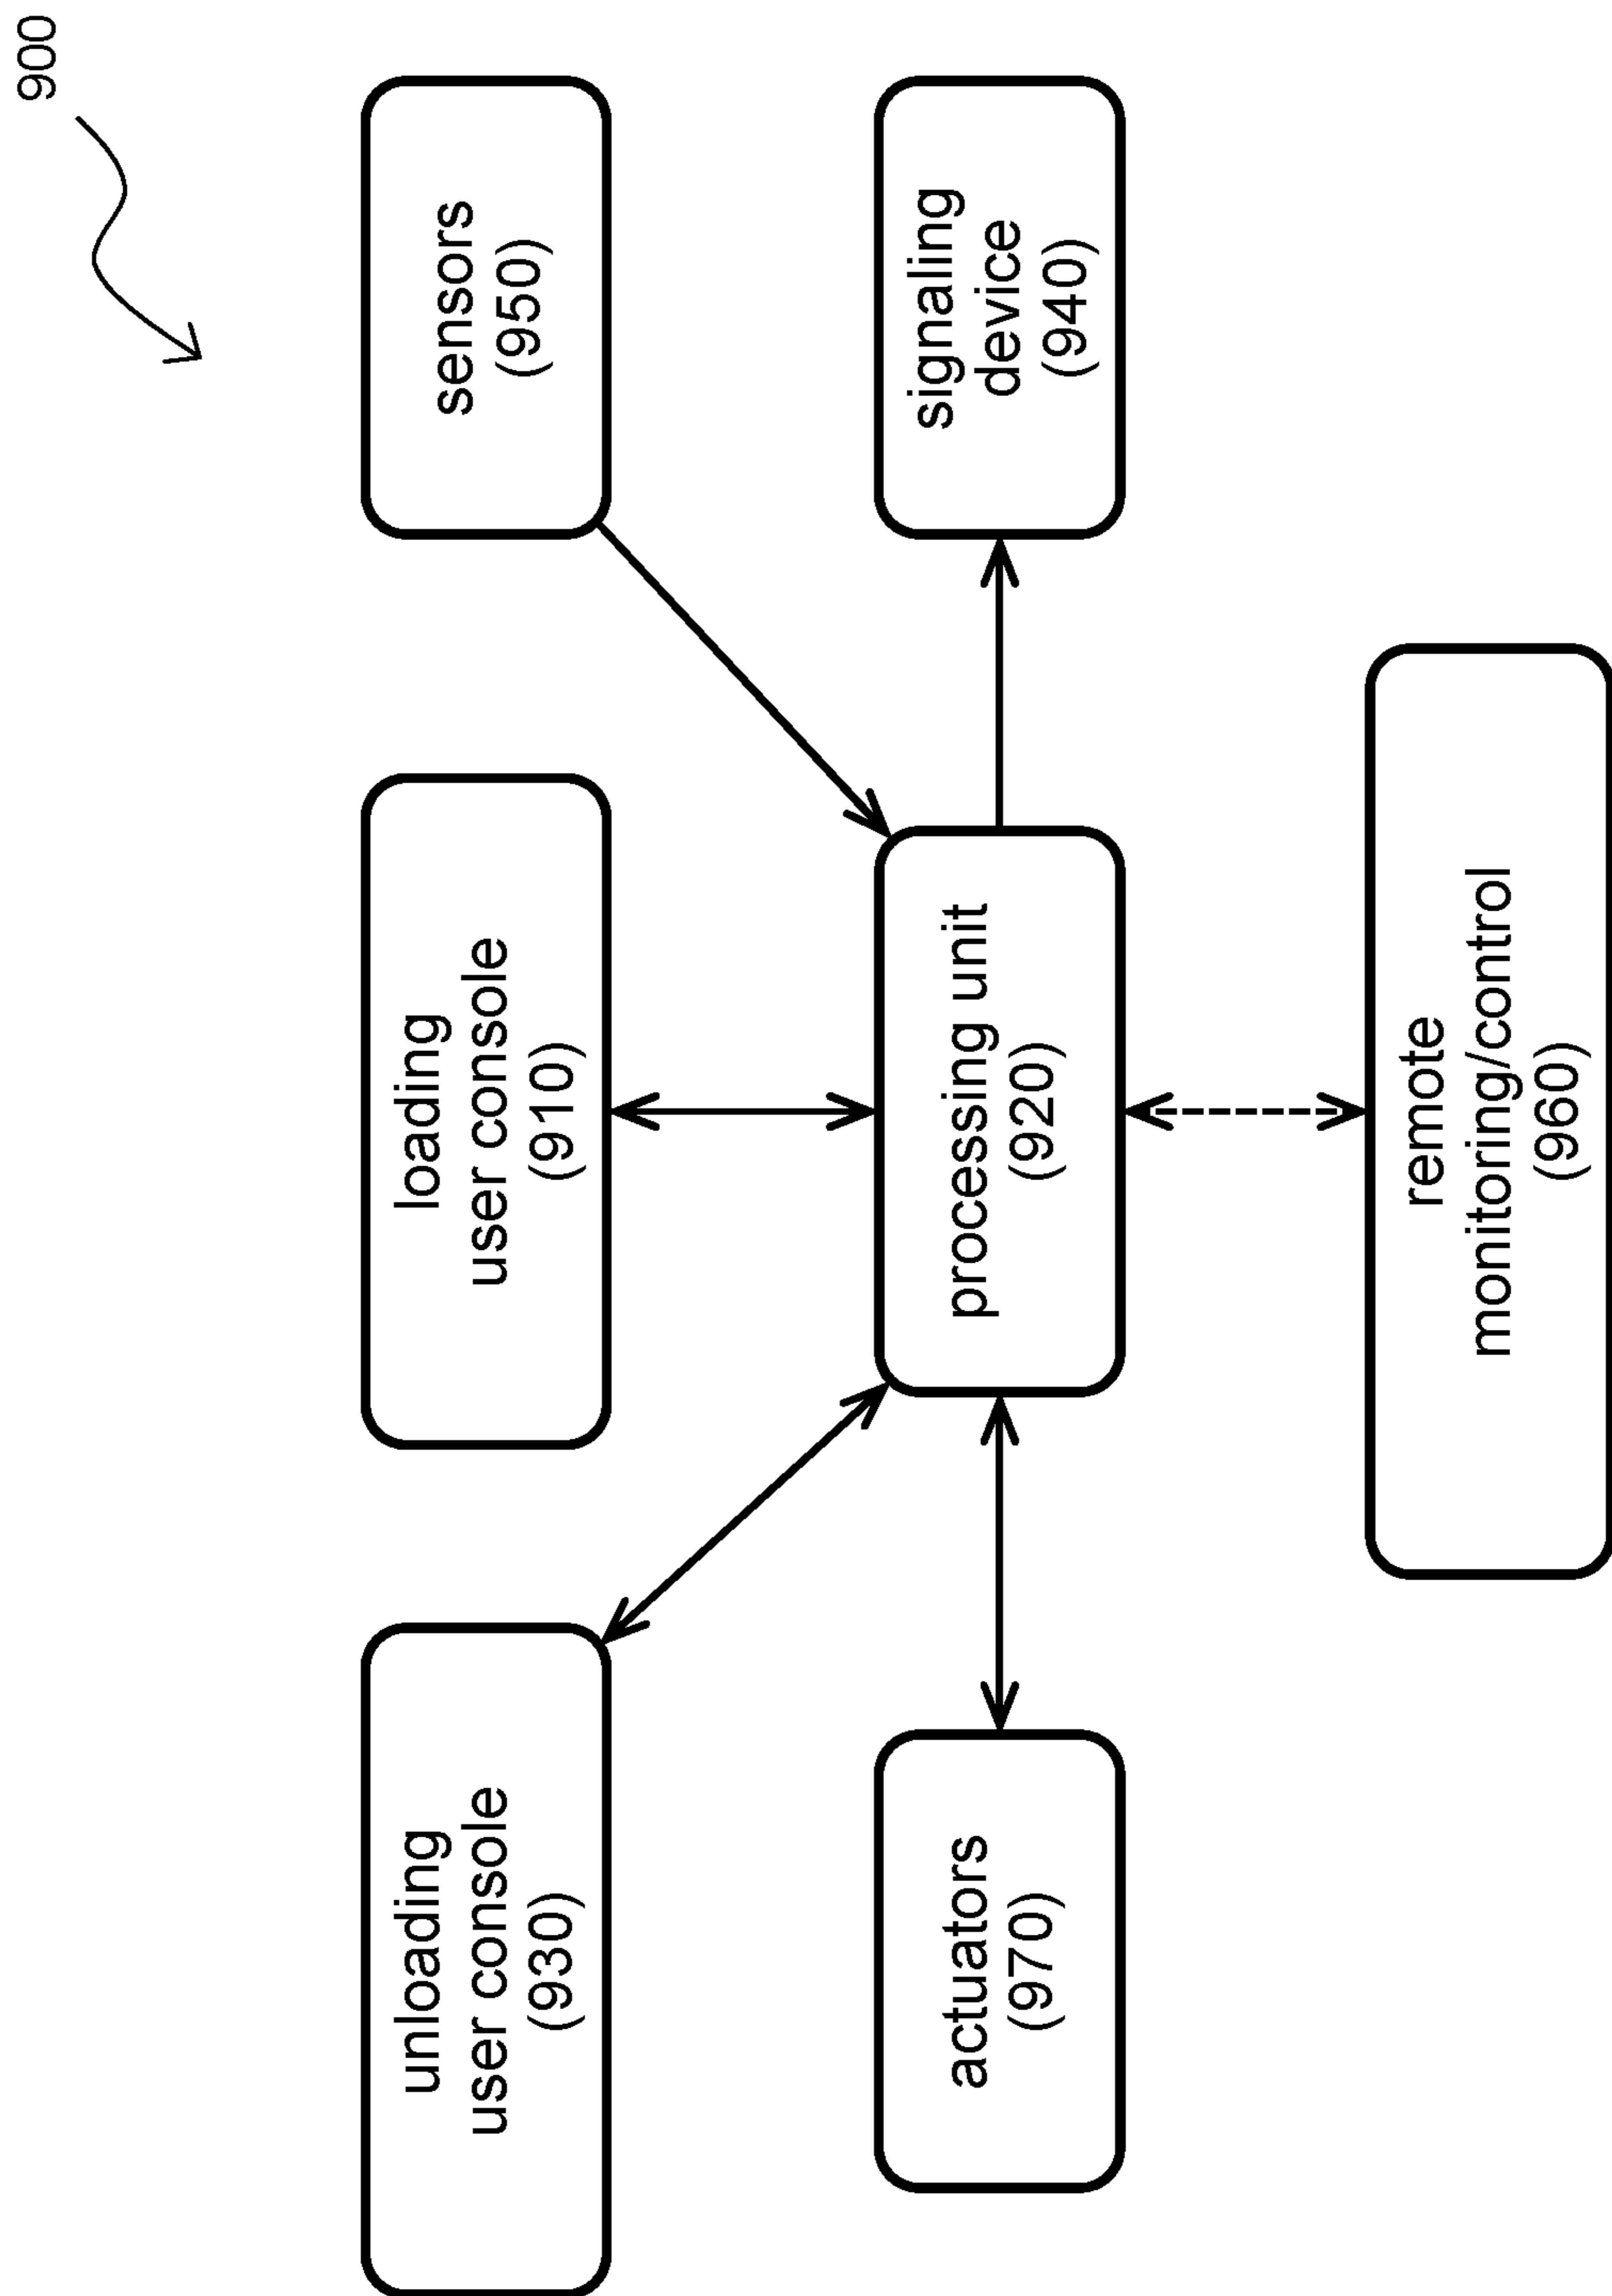 900
unloading
user console
(930)
loading
user console
(910)
sensors
(950)
actuators
(970)
processing unit
(920)
signaling
device
(940)
remote
monitoring/control
(960)